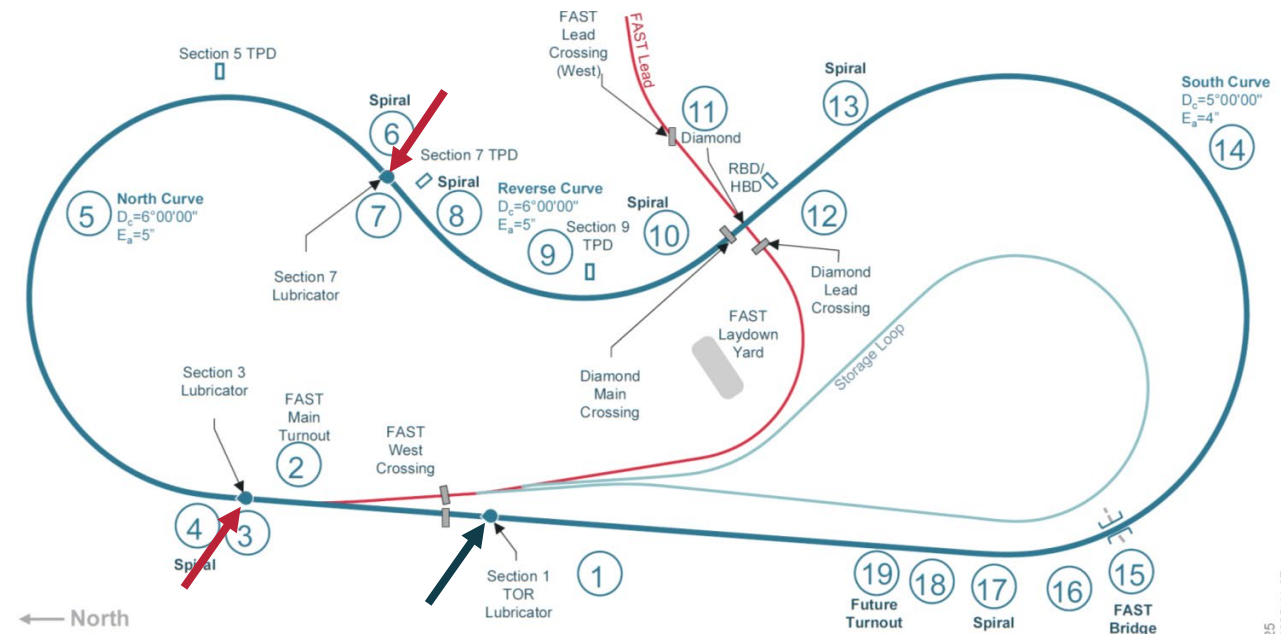 FAST
Lead
Crossing
(West)
FAST Lead
Section 5 TPD
Spiral
6
11
Diamond
Spiral
13
South Curve
Dc=5°00'00"
Ea=4"
14
Section 7 TPD
RBD/
HBD
5
North Curve
Dc=6°00'00"
Ea=5"
7
Spiral
8
Reverse Curve
Dc=6°00'00"
Ea=5"
9
Section 9
TPD
Spiral
10
12
Section 7
Lubricator
Diamond
Lead
Crossing
FAST
Laydown
Yard
Storage Loop
Diamond
Main
Crossing
Section 3
Lubricator
FAST
Main
Turnout
2
FAST
West
Crossing
4
3
Spiral
Section 1
TOR
Lubricator
1
19
Future
Turnout
18
17
Spiral
16
15
FAST
Bridge
North
25